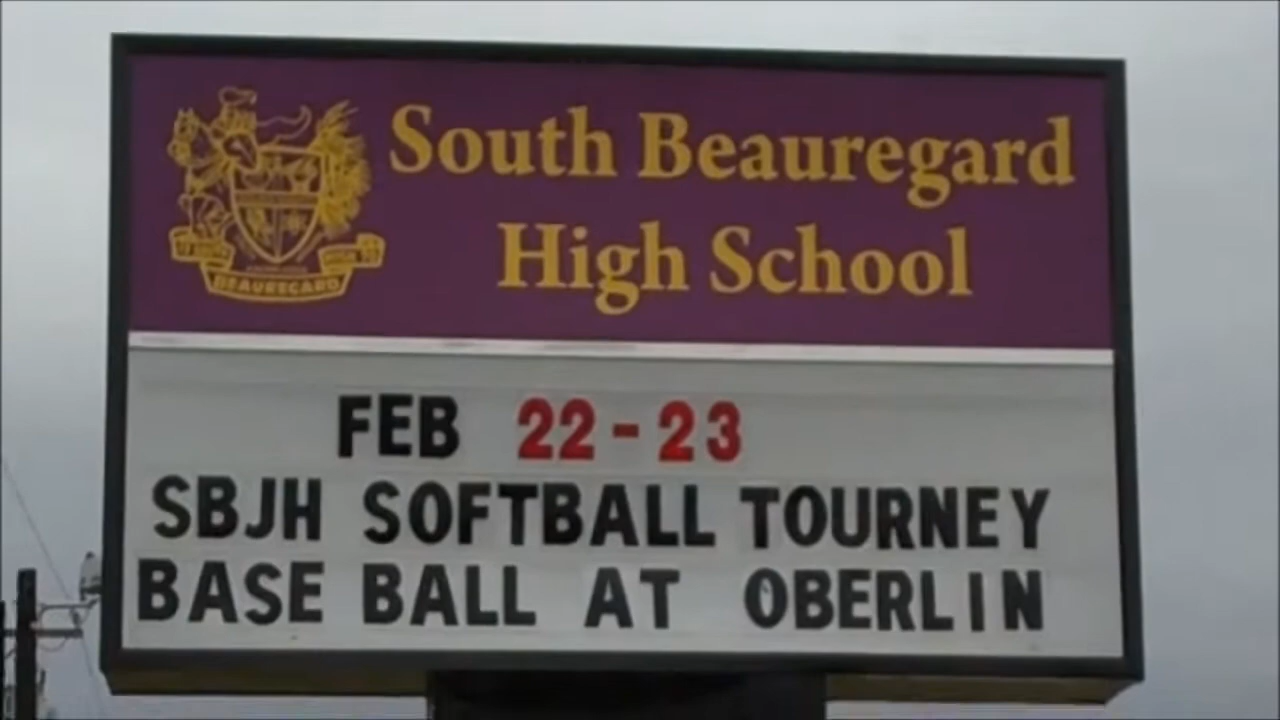 South Beauregard
High School
BEAUREGARD
FEB 22-23
SBJH SOFTBALL TOURNEY
BASE BALL AT OBERLIN